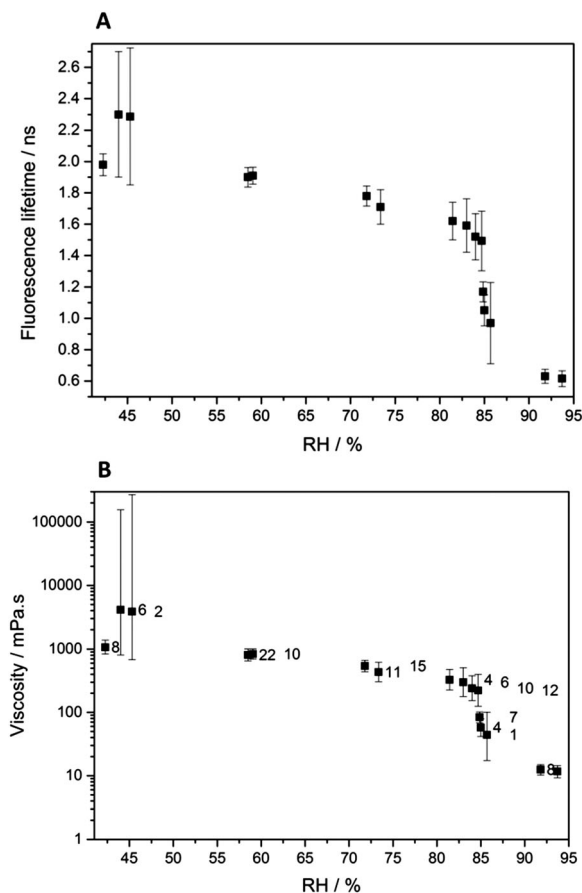 A
2.6
2.4
2.2
2.0
1.8
1.6
1.4
1.2
1.0
0.8
0.6
Fluorescence lifetime / ns
45 50 55 60 65 70 75 80 85 90 95
RH / %
B
100000
10000
1000
100
10
1
Viscosity / mPa.s
6 2
8
22 10
11 15
4 6 10 12
7
4 1
8
45 50 55 60 65 70 75 80 85 90 95
RH / %